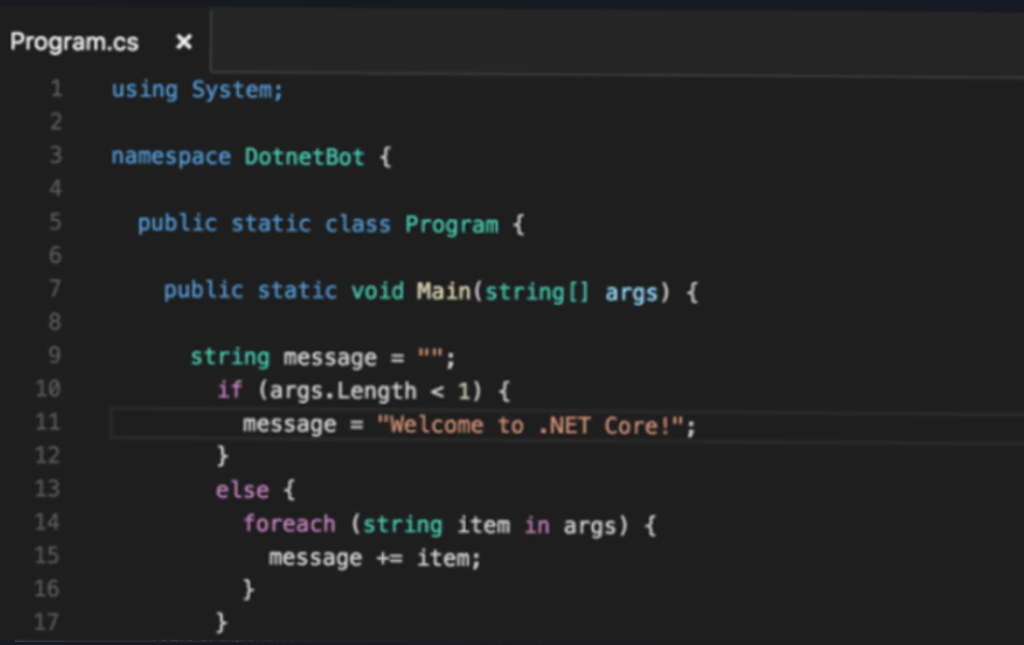 Program.cs ×
1 using System;
2
3 namespace DotnetBot {
4
5 public static class Program {
6
7 public static void Main(string[] args) {
8
9 string message = "";
10 if (args.Length < 1) {
11 message = "Welcome to .NET Core!";
12 }
13 else {
14 foreach (string item in args) {
15 message += item;
16 }
17 }